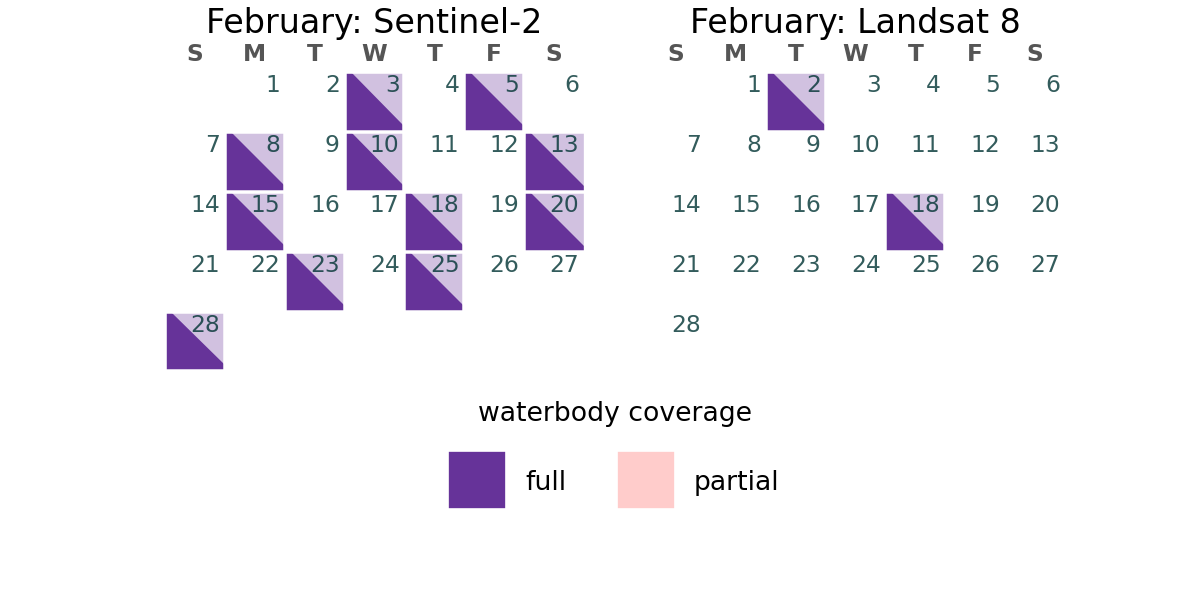 February: Sentinel-2
S M T W T F S
1 2 3 4 5 6
7 8 9 10 11 12 13
14 15 16 17 18 19 20
21 22 23 24 25 26 27
28
February: Landsat 8
S M T W T F S
1 2 3 4 5 6
7 8 9 10 11 12 13
14 15 16 17 18 19 20
21 22 23 24 25 26 27
28
waterbody coverage
full
partial